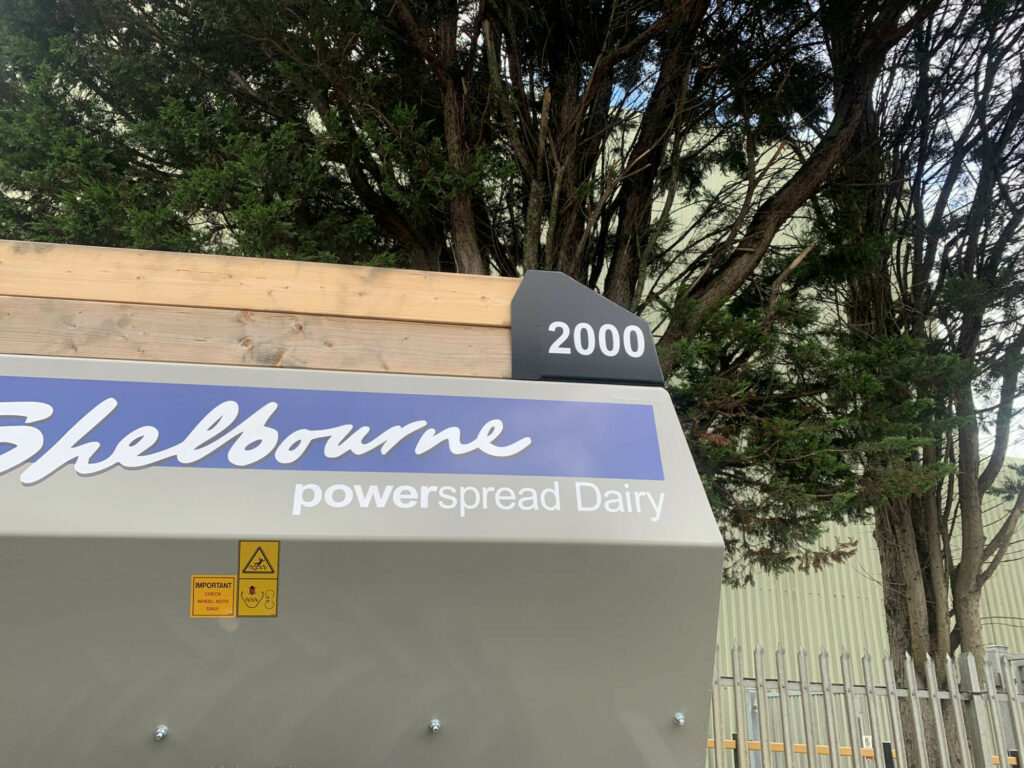 2000
Shelbourne
powerspread Dairy
IMPORTANT
CHECK
WHEEL NUTS
DAILY